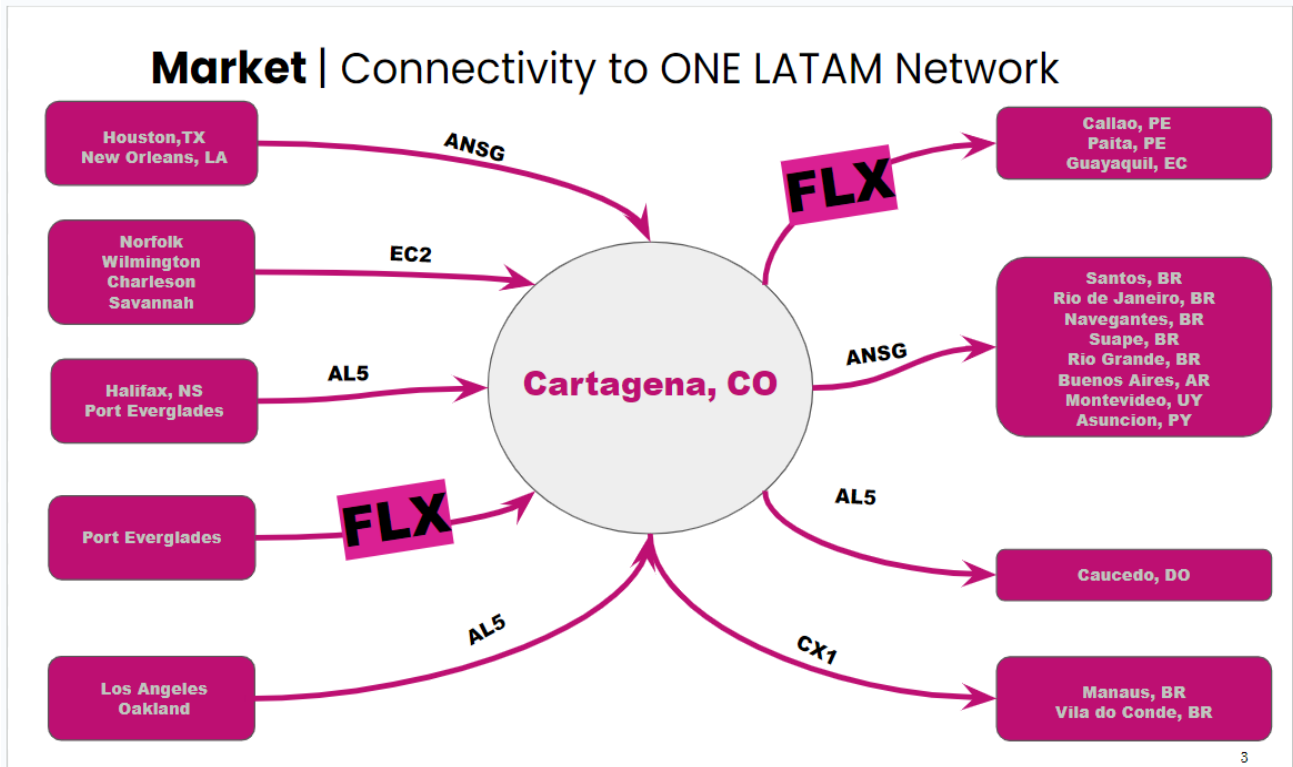 Market | Connectivity to ONE LATAM Network
Houston,TX
New Orleans, LA
ANSG
Norfolk
Wilmington
Charleson
Savannah
EC2
Halifax, NS
Port Everglades
AL5
Port Everglades
FLX
Los Angeles
Oakland
AL5
Cartagena, CO
FLX
Callao, PE
Paita, PE
Guayaquil, EC
ANSG
Santos, BR
Rio de Janeiro, BR
Navegantes, BR
Suape, BR
Rio Grande, BR
Buenos Aires, AR
Montevideo, UY
Asuncion, PY
AL5
Caucedo, DO
CX1
Manaus, BR
Vila do Conde, BR
3